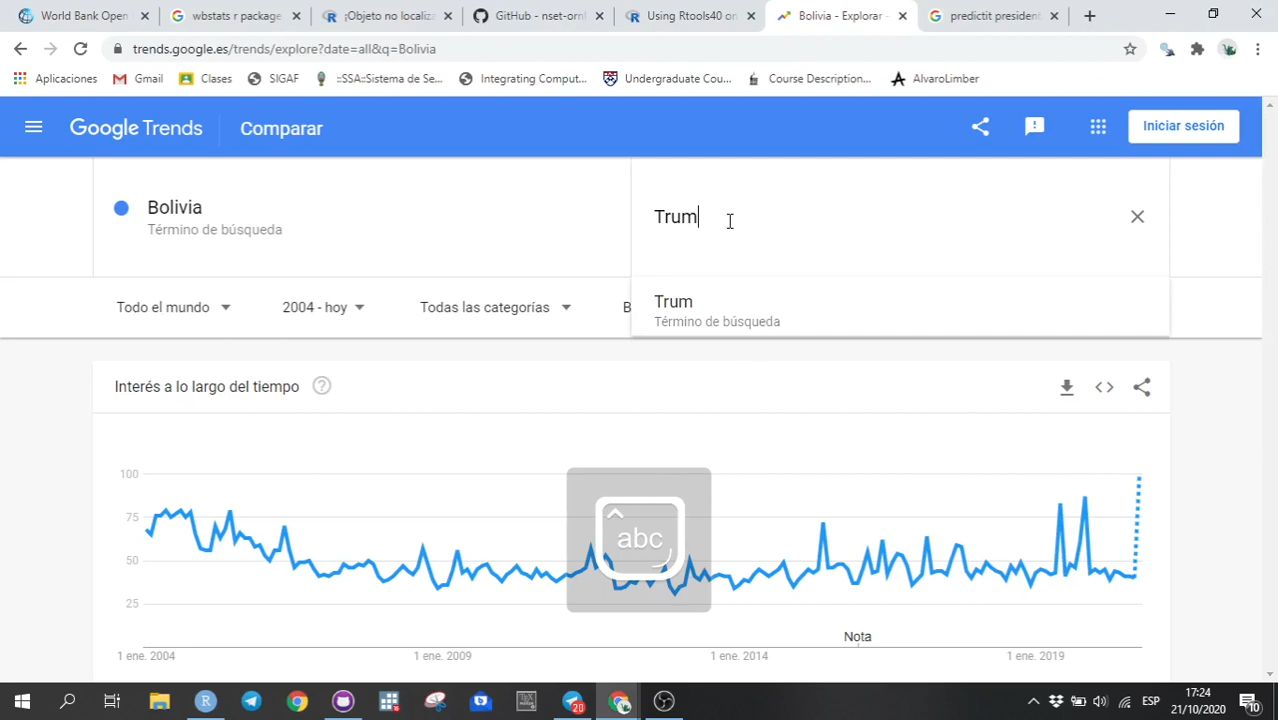 World Bank Open
wbstats r package
¡Objeto no localiza
GitHub - nset-ornl
Using Rtools40 on
Bolivia - Explorar -
predictit president
trends.google.es/trends/explore?date=all&q=Bolivia
Aplicaciones
Gmail
Clases
SIGAF
::SSA::Sistema de Se...
Integrating Comput...
Undergraduate Cou...
Course Description...
AlvaroLimber
Google Trends
Comparar
Iniciar sesión
Bolivia
Término de búsqueda
Trum
Todo el mundo
2004 - hoy
Todas las categorías
B
Trum
Término de búsqueda
Interés a lo largo del tiempo
100
75
50
25
abc
Nota
1 ene. 2004
1 ene. 2009
1 ene. 2014
1 ene. 2019
20
ESP
17:24
21/10/2020
10